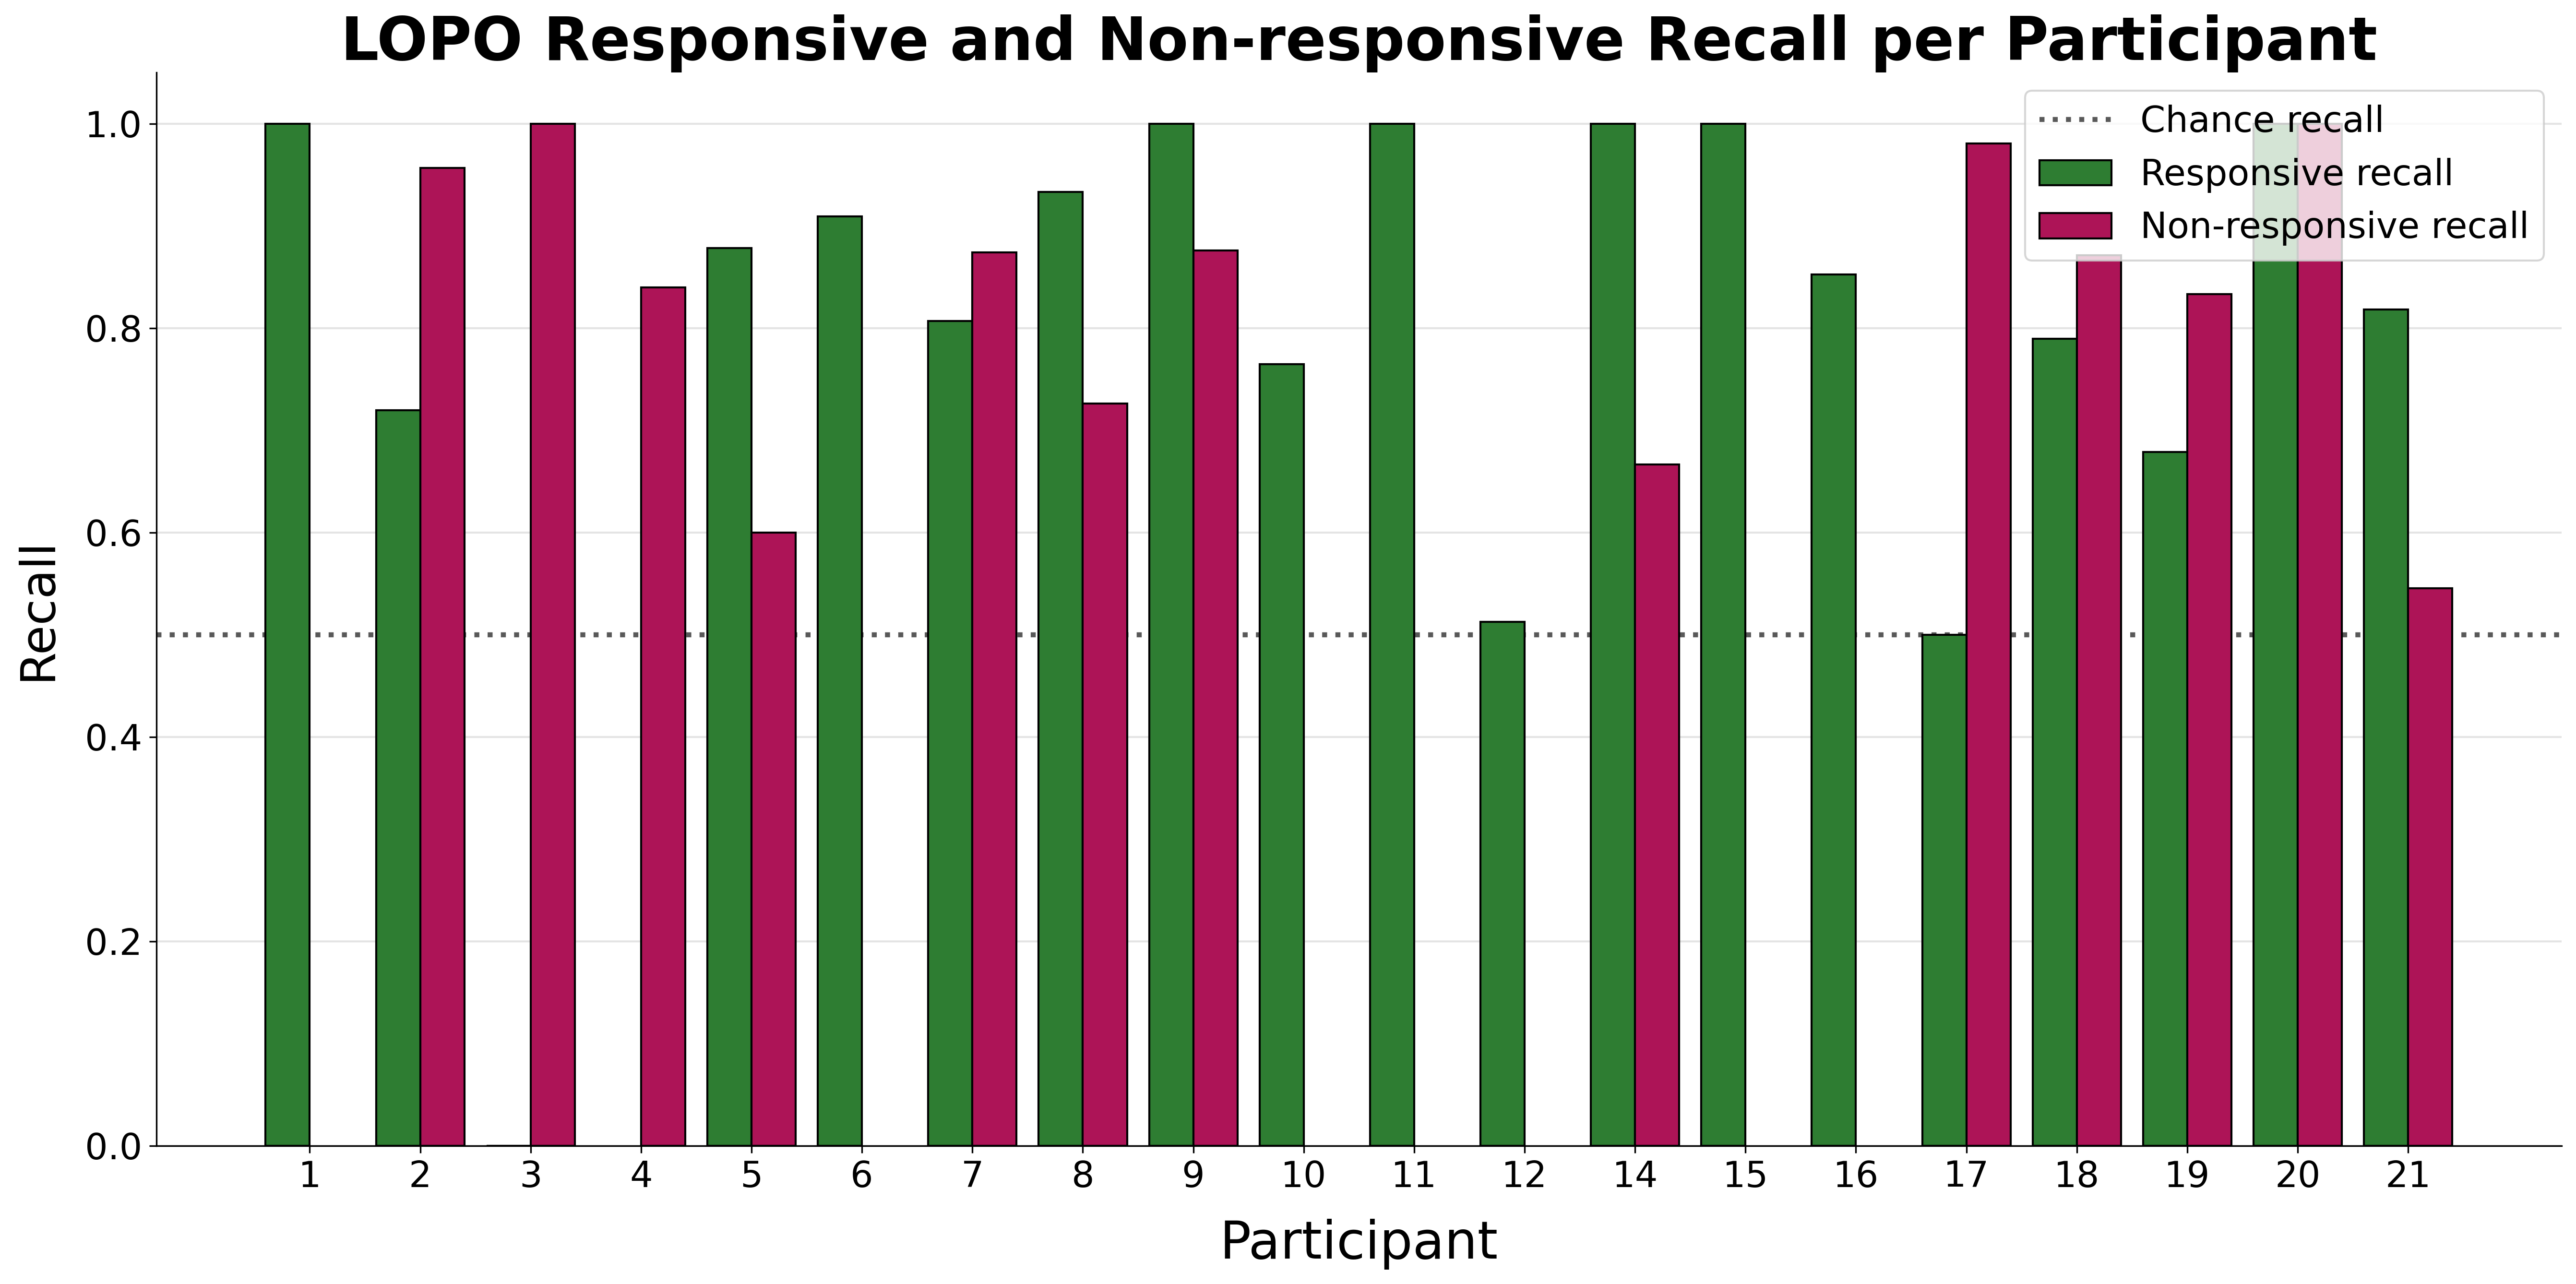 LOPO Responsive and Non-responsive Recall per Participant
Chance recall
Responsive recall
Non-responsive recall
1.0
0.8
0.6
0.4
0.2
0.0
Recall
1 2 3 4 5 6 7 8 9 10 11 12 14 15 16 17 18 19 20 21
Participant